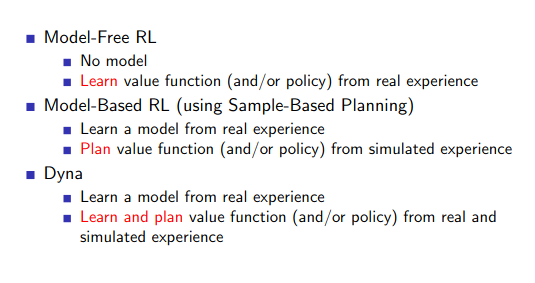 Model-Free RL
No model
Learn value function (and/or policy) from real experience
Model-Based RL (using Sample-Based Planning)
Learn a model from real experience
Plan value function (and/or policy) from simulated experience
Dyna
Learn a model from real experience
Learn and plan value function (and/or policy) from real and
simulated experience